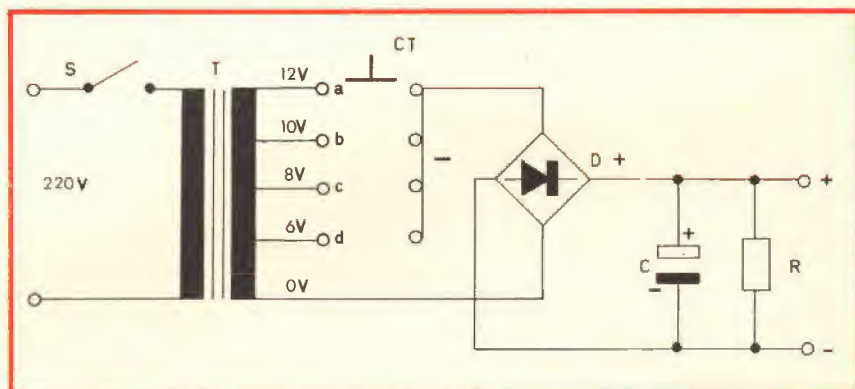 S
T
CT
12V
a
10V
b
220V
8V
c
–
D +
+
6V
d
+
C
–
R
0V
–